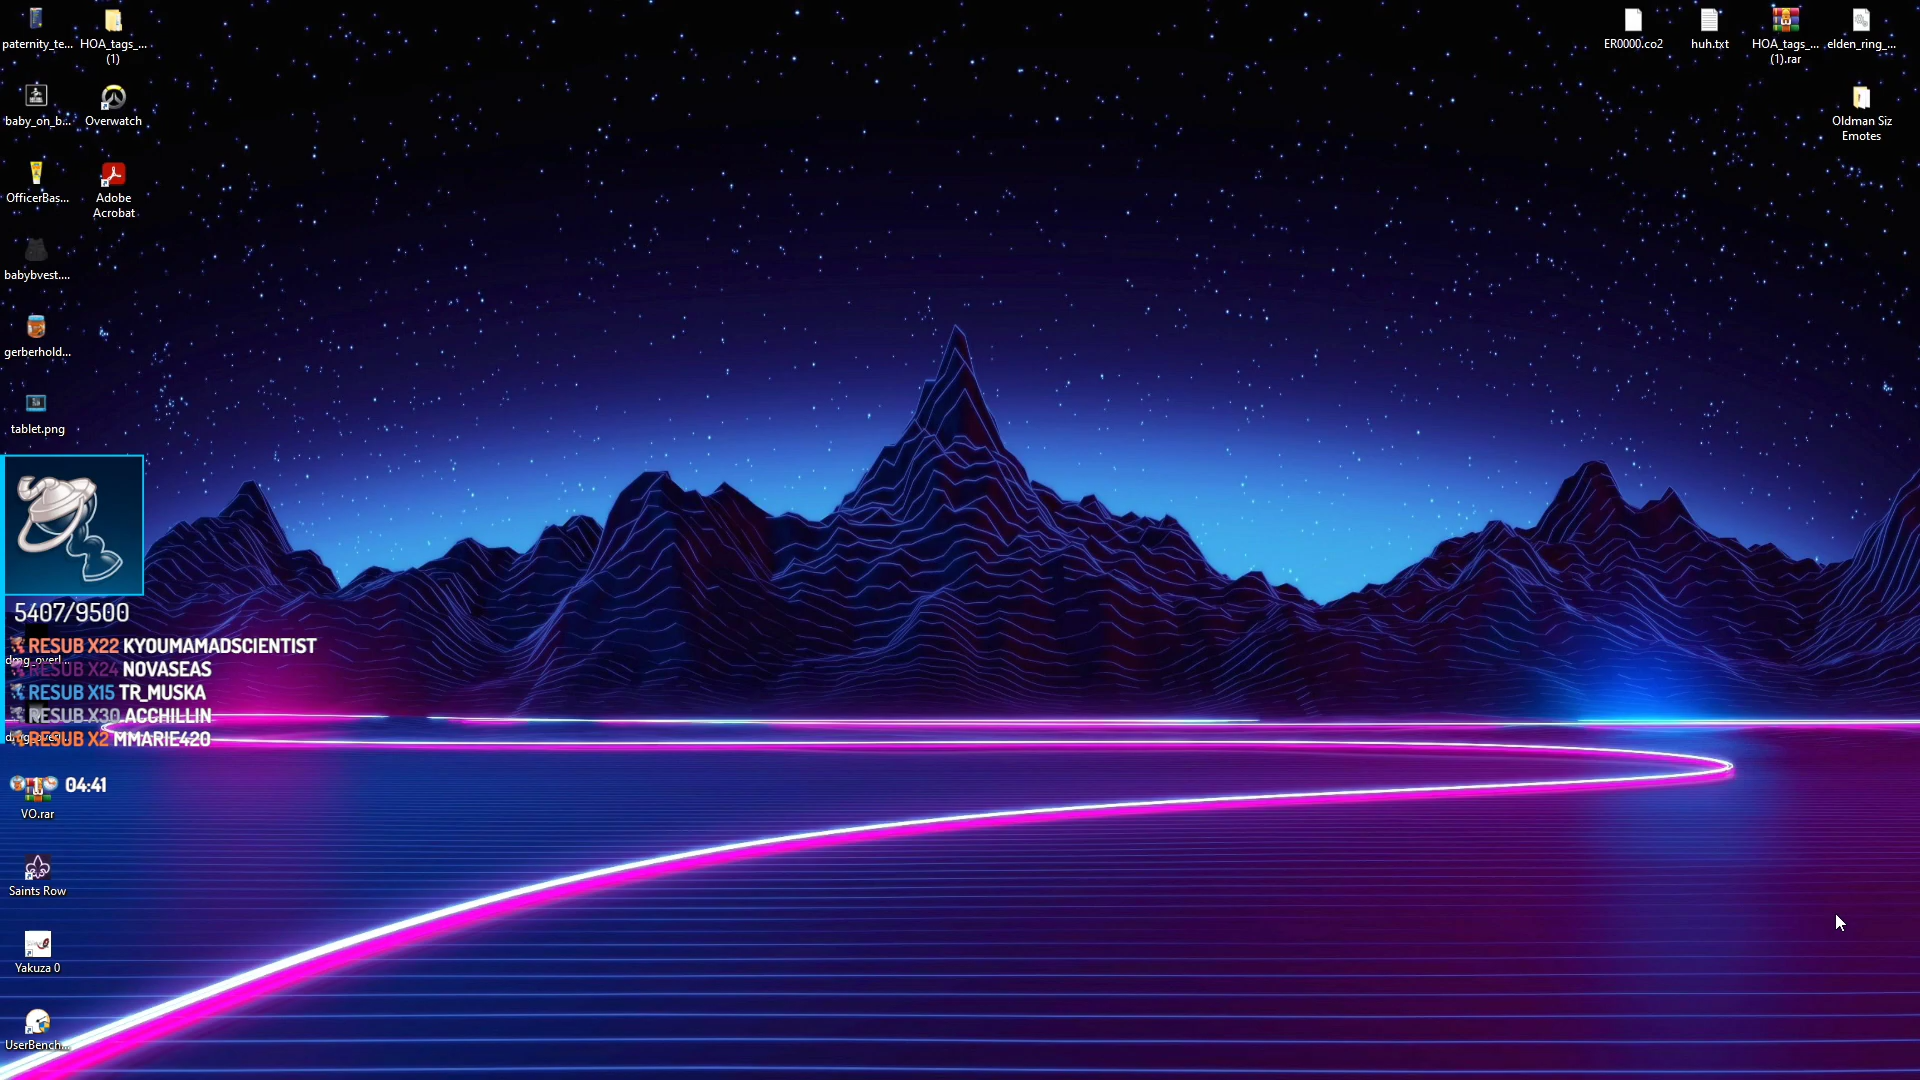 paternity_te...
HOA_tags_...
(1)
ER0000.co2
huh.txt
HOA_tags_...
(1).rar
elden_ring_...
baby_on_b...
Overwatch
Oldman Siz
Emotes
OfficerBas...
Adobe
Acrobat
babybvest....
gerberhold...
tablet.png
5407/9500
RESUB X22 KYOUMAMADSCIENTIST
dmg_overl...
RESUB X24 NOVASEAS
RESUB X15 TR_MUSKA
RESUB X30 ACCHILLIN
RESUB X2 MMARIE420
04:41
VO.rar
Saints Row
Yakuza 0
UserBench...